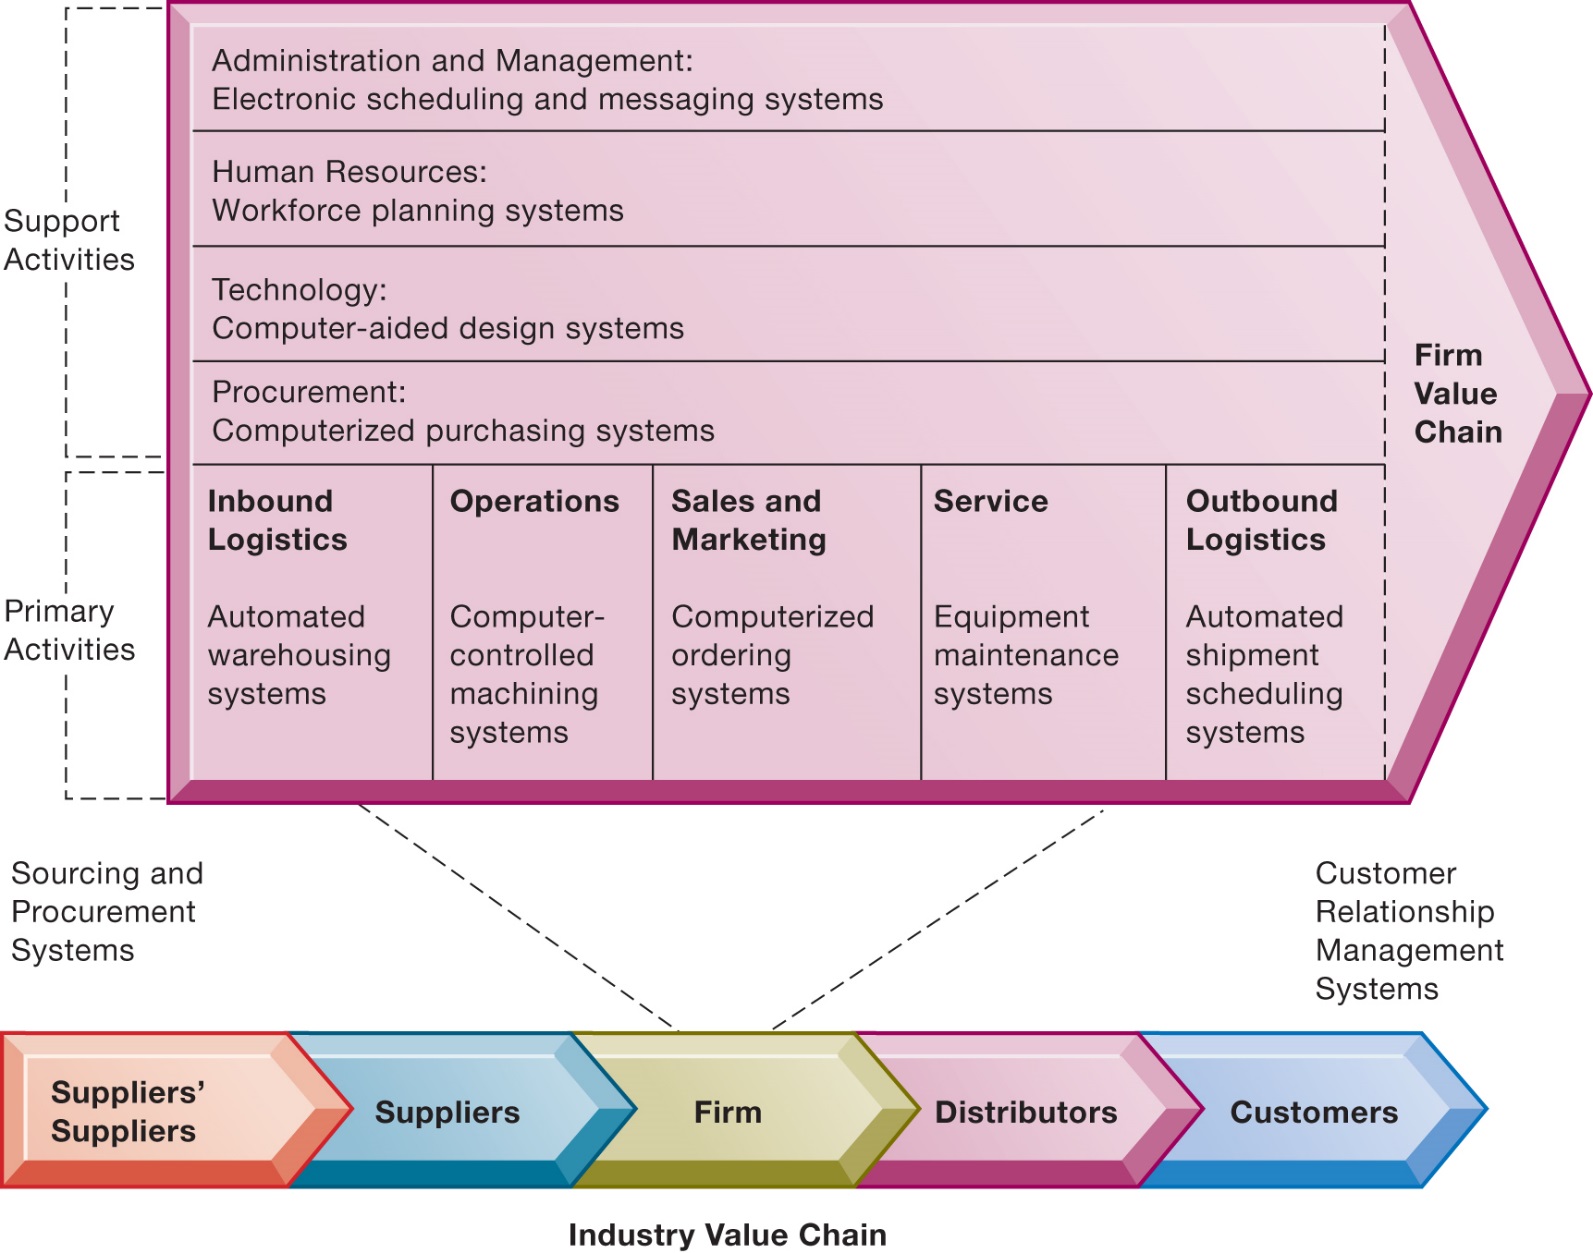 Administration and Management:
Electronic scheduling and messaging systems
Human Resources:
Workforce planning systems
Support
Activities
Technology:
Computer-aided design systems
Procurement:
Computerized purchasing systems
Firm
Value
Chain
Primary
Activities
Inbound
Logistics
Automated
warehousing
systems
Operations
Computer-
controlled
machining
systems
Sales and
Marketing
Computerized
ordering
systems
Service
Equipment
maintenance
systems
Outbound
Logistics
Automated
shipment
scheduling
systems
Sourcing and
Procurement
Systems
Customer
Relationship
Management
Systems
Suppliers’
Suppliers
Suppliers
Firm
Distributors
Customers
Industry Value Chain